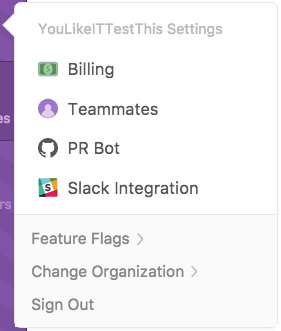 YouLikeITTestThis Settings
Billing
Teammates
PR Bot
Slack Integration
Feature Flags
Change Organization
Sign Out
es
rs